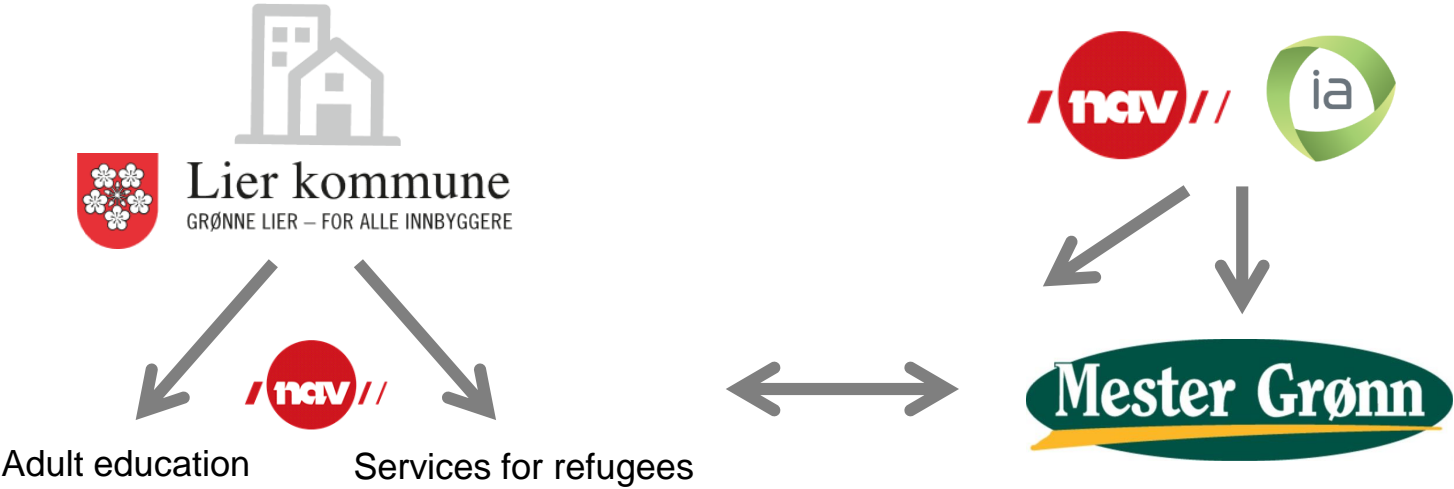 Lier kommune
GRØNNE LIER – FOR ALLE INNBYGGERE
nav
ia
nav
Mester Grønn
Adult education
Services for refugees